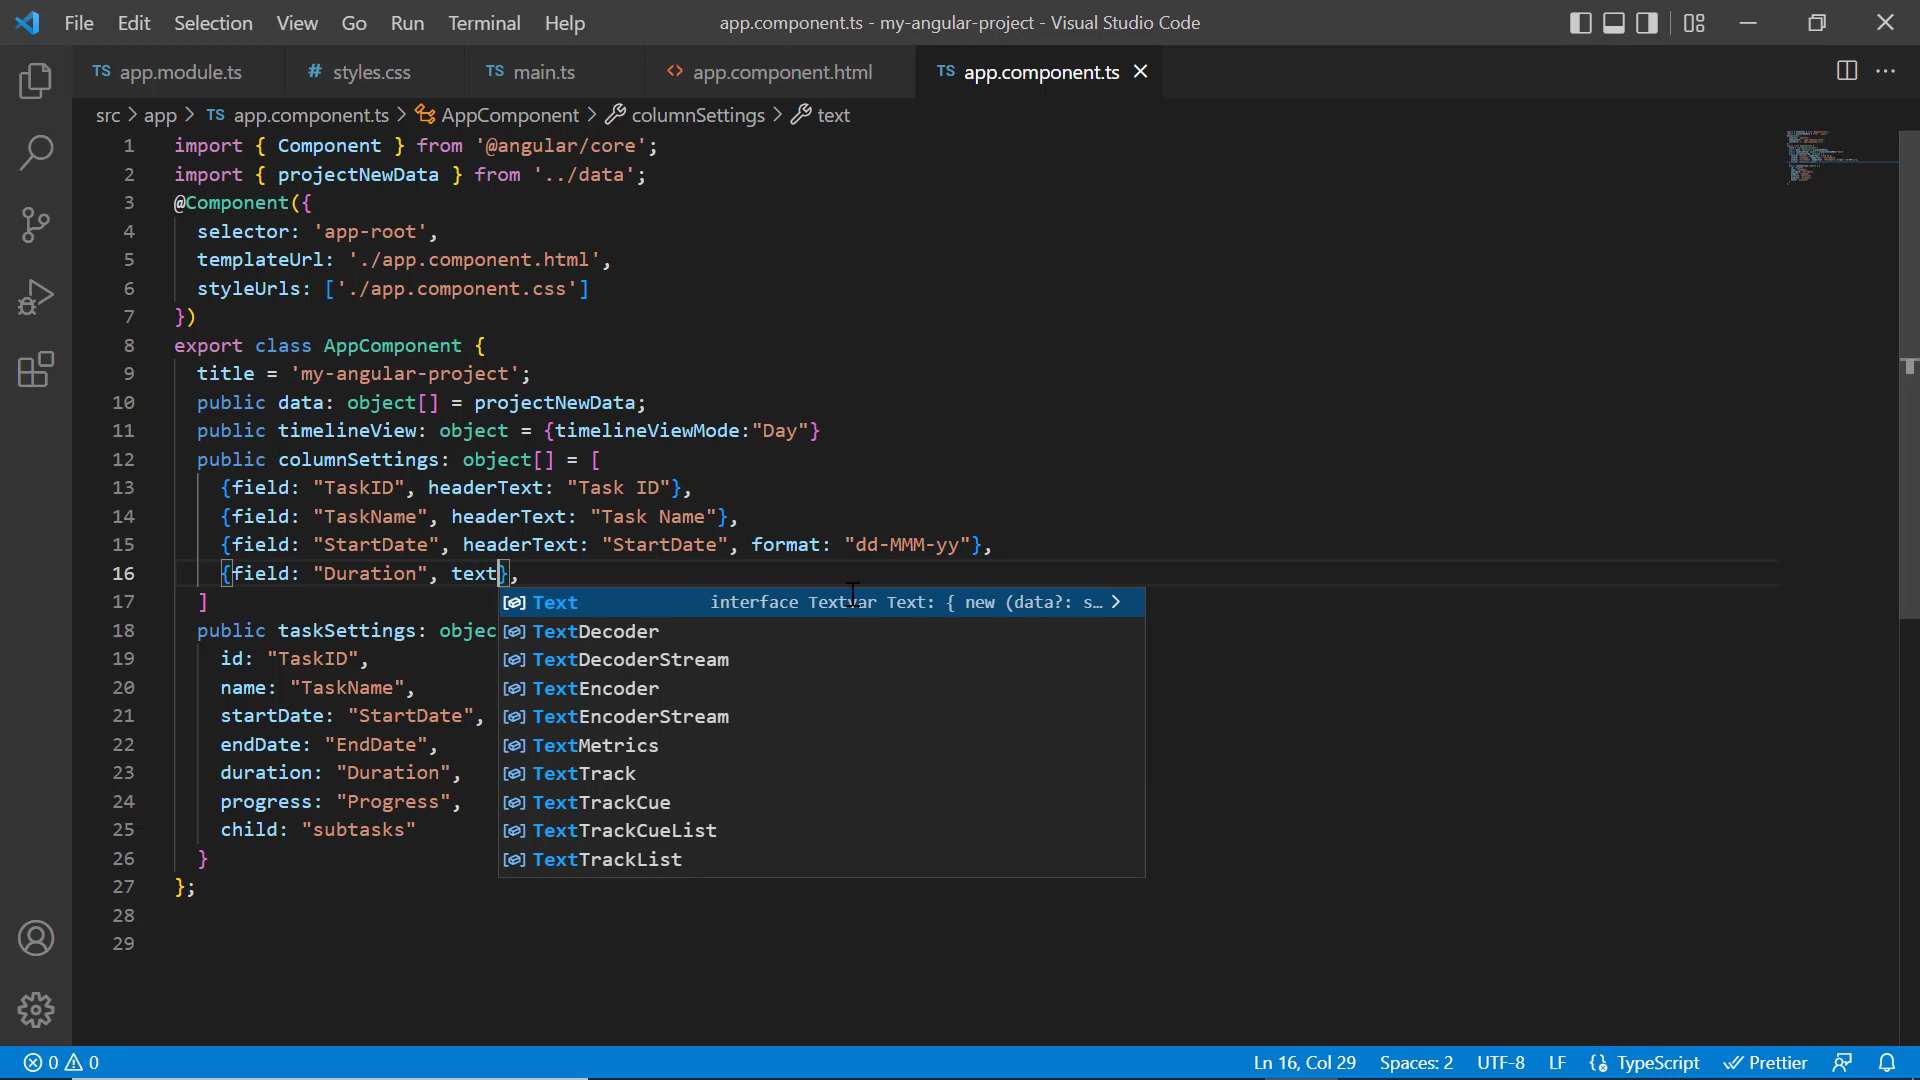 File Edit Selection View Go Run Terminal Help app.component.ts - my-angular-project - Visual Studio Code
TS app.module.ts # styles.css TS main.ts <> app.component.html TS app.component.ts
src > app > TS app.component.ts > AppComponent > columnSettings > text
1 import { Component } from '@angular/core';
2 import { projectNewData } from '../data';
3 @Component({
4 selector: 'app-root',
5 templateUrl: './app.component.html',
6 styleUrls: ['./app.component.css']
7 })
8 export class AppComponent {
9 title = 'my-angular-project';
10 public data: object[] = projectNewData;
11 public timelineView: object = {timelineViewMode:"Day"}
12 public columnSettings: object[] = [
13 {field: "TaskID", headerText: "Task ID"},
14 {field: "TaskName", headerText: "Task Name"},
15 {field: "StartDate", headerText: "StartDate", format: "dd-MMM-yy"},
16 {field: "Duration", text},
17 ]
Text interface Textvar Text: { new (data?: s... >
18 public taskSettings: objec
TextDecoder
19 id: "TaskID",
TextDecoderStream
20 name: "TaskName",
TextEncoder
21 startDate: "StartDate",
TextEncoderStream
22 endDate: "EndDate",
TextMetrics
23 duration: "Duration",
TextTrack
24 progress: "Progress",
TextTrackCue
25 child: "subtasks"
TextTrackCueList
26 }
TextTrackList
27 };
28
29
0 0 Ln 16, Col 29 Spaces: 2 UTF-8 LF TypeScript Prettier